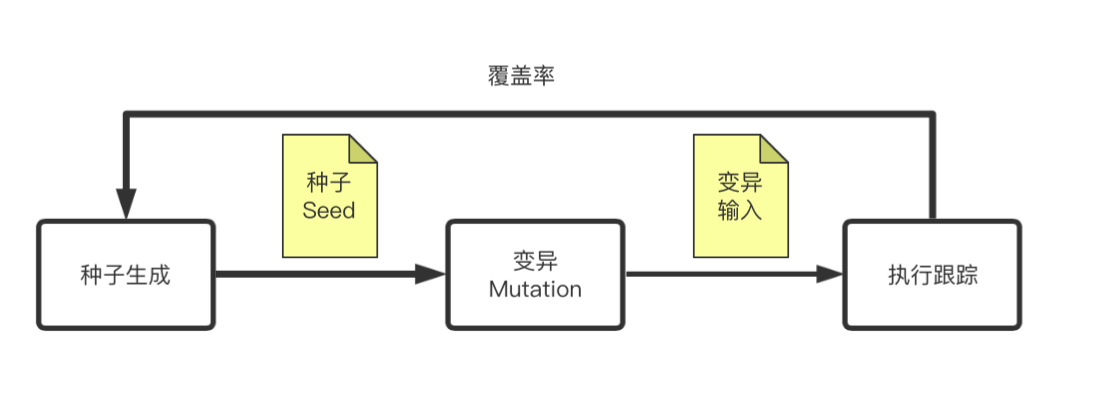 覆盖率
种子
Seed
变异
输入
种子生成
变异
Mutation
执行跟踪